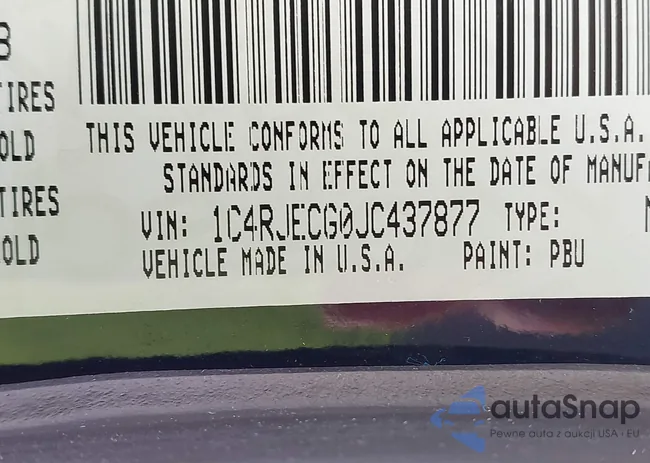 8
TIRES
OLD
THIS VEHICLE CONFORMS TO ALL APPLICABLE U.S.A.
STANDARDS IN EFFECT ON THE DATE OF MANUF
TIRES
OLD
VIN: 1C4RJECG0JC437877 TYPE:
VEHICLE MADE IN U.S.A. PAINT: PBU
autaSnap
Pewne auta z aukcji USA i EU